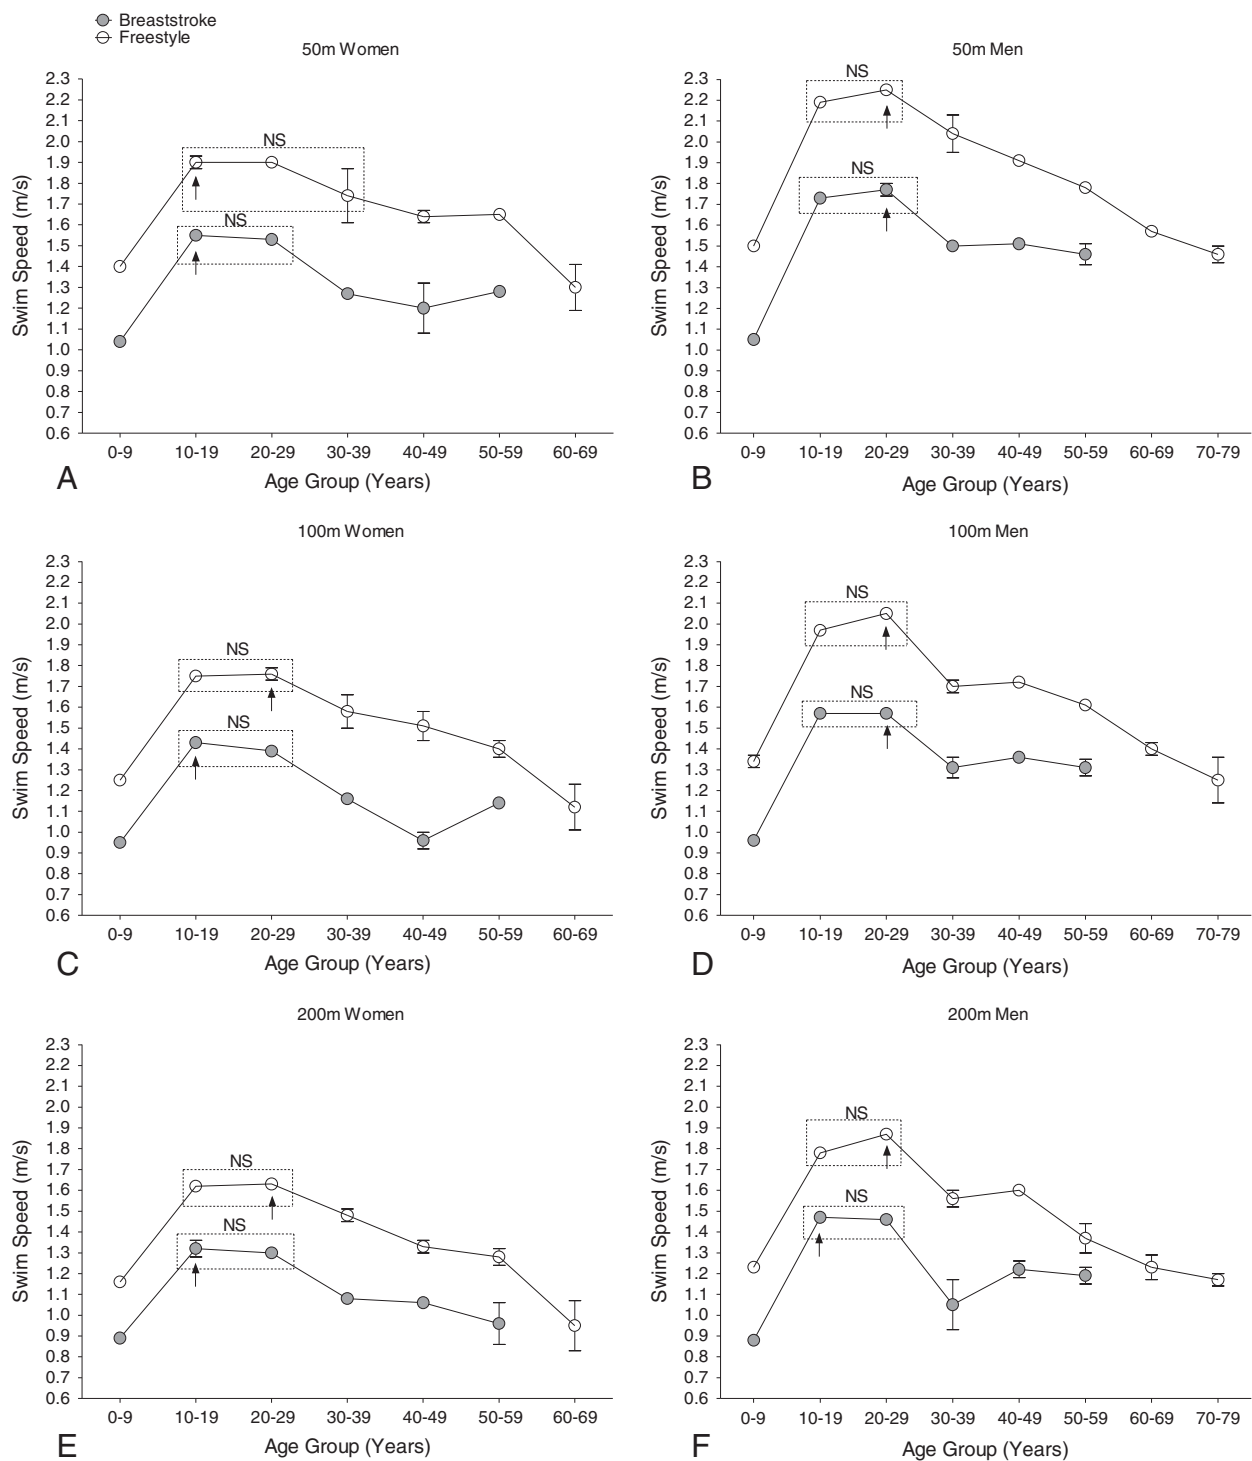 Breaststroke
Freestyle
50m Women
2.3
2.2
2.1
2.0
1.9
1.8
1.7
1.6
1.5
1.4
1.3
1.2
1.1
1.0
0.9
0.8
0.7
0.6
Swim Speed (m/s)
NS
NS
0-9 10-19 20-29 30-39 40-49 50-59 60-69
Age Group (Years)
A
50m Men
2.3
2.2
2.1
2.0
1.9
1.8
1.7
1.6
1.5
1.4
1.3
1.2
1.1
1.0
0.9
0.8
0.7
0.6
Swim Speed (m/s)
NS
NS
0-9 10-19 20-29 30-39 40-49 50-59 60-69 70-79
Age Group (Years)
B
100m Women
2.3
2.2
2.1
2.0
1.9
1.8
1.7
1.6
1.5
1.4
1.3
1.2
1.1
1.0
0.9
0.8
0.7
0.6
Swim Speed (m/s)
NS
NS
0-9 10-19 20-29 30-39 40-49 50-59 60-69
Age Group (Years)
C
100m Men
2.3
2.2
2.1
2.0
1.9
1.8
1.7
1.6
1.5
1.4
1.3
1.2
1.1
1.0
0.9
0.8
0.7
0.6
Swim Speed (m/s)
NS
NS
0-9 10-19 20-29 30-39 40-49 50-59 60-69 70-79
Age Group (Years)
D
200m Women
2.3
2.2
2.1
2.0
1.9
1.8
1.7
1.6
1.5
1.4
1.3
1.2
1.1
1.0
0.9
0.8
0.7
0.6
Swim Speed (m/s)
NS
NS
0-9 10-19 20-29 30-39 40-49 50-59 60-69
Age Group (Years)
E
200m Men
2.3
2.2
2.1
2.0
1.9
1.8
1.7
1.6
1.5
1.4
1.3
1.2
1.1
1.0
0.9
0.8
0.7
0.6
Swim Speed (m/s)
NS
NS
0-9 10-19 20-29 30-39 40-49 50-59 60-69 70-79
Age Group (Years)
F